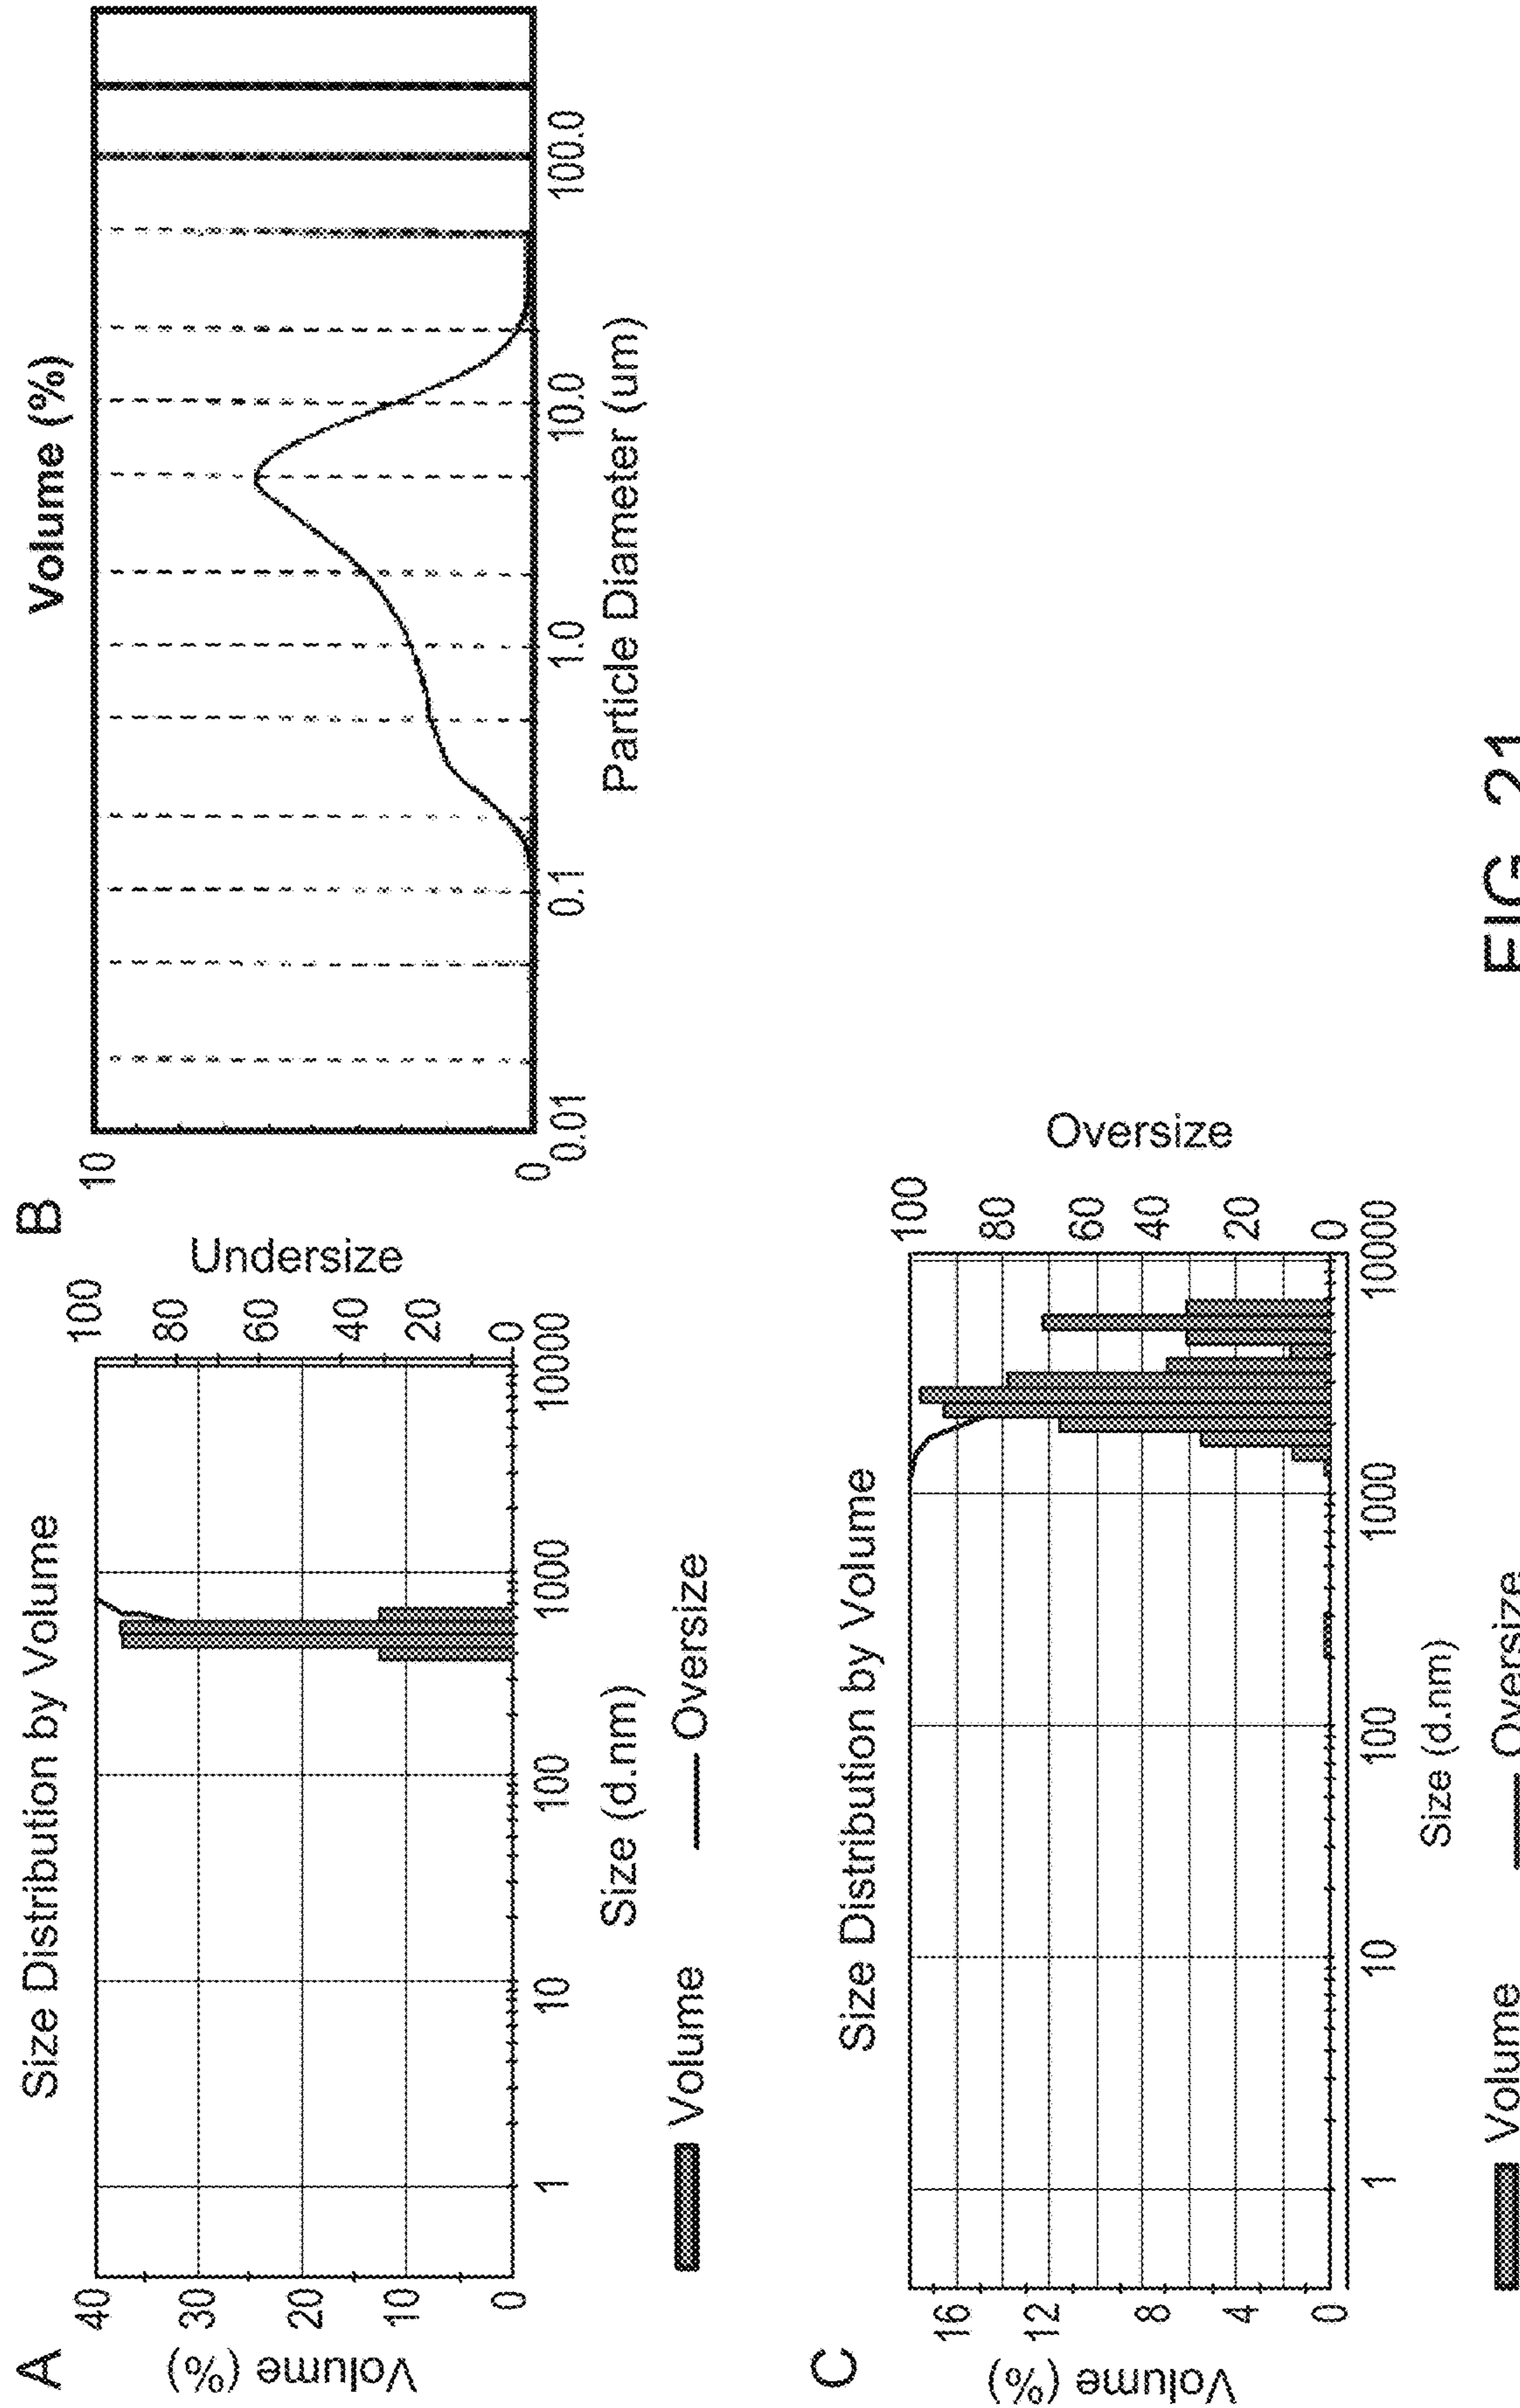 A
Size Distribution by Volume
Volume (%)
40
30
20
10
0
Undersize
100
80
60
40
20
0
1
10
100
1000
10000
Size (d.nm)
Volume
Oversize
B
Volume (%)
10
0
0.01
0.1
1.0
10.0
100.0
Particle Diameter (um)
C
Size Distribution by Volume
Volume (%)
16
12
8
4
0
Oversize
100
80
60
40
20
0
1
10
100
1000
10000
Size (d.nm)
Volume
Oversize
FIG 21